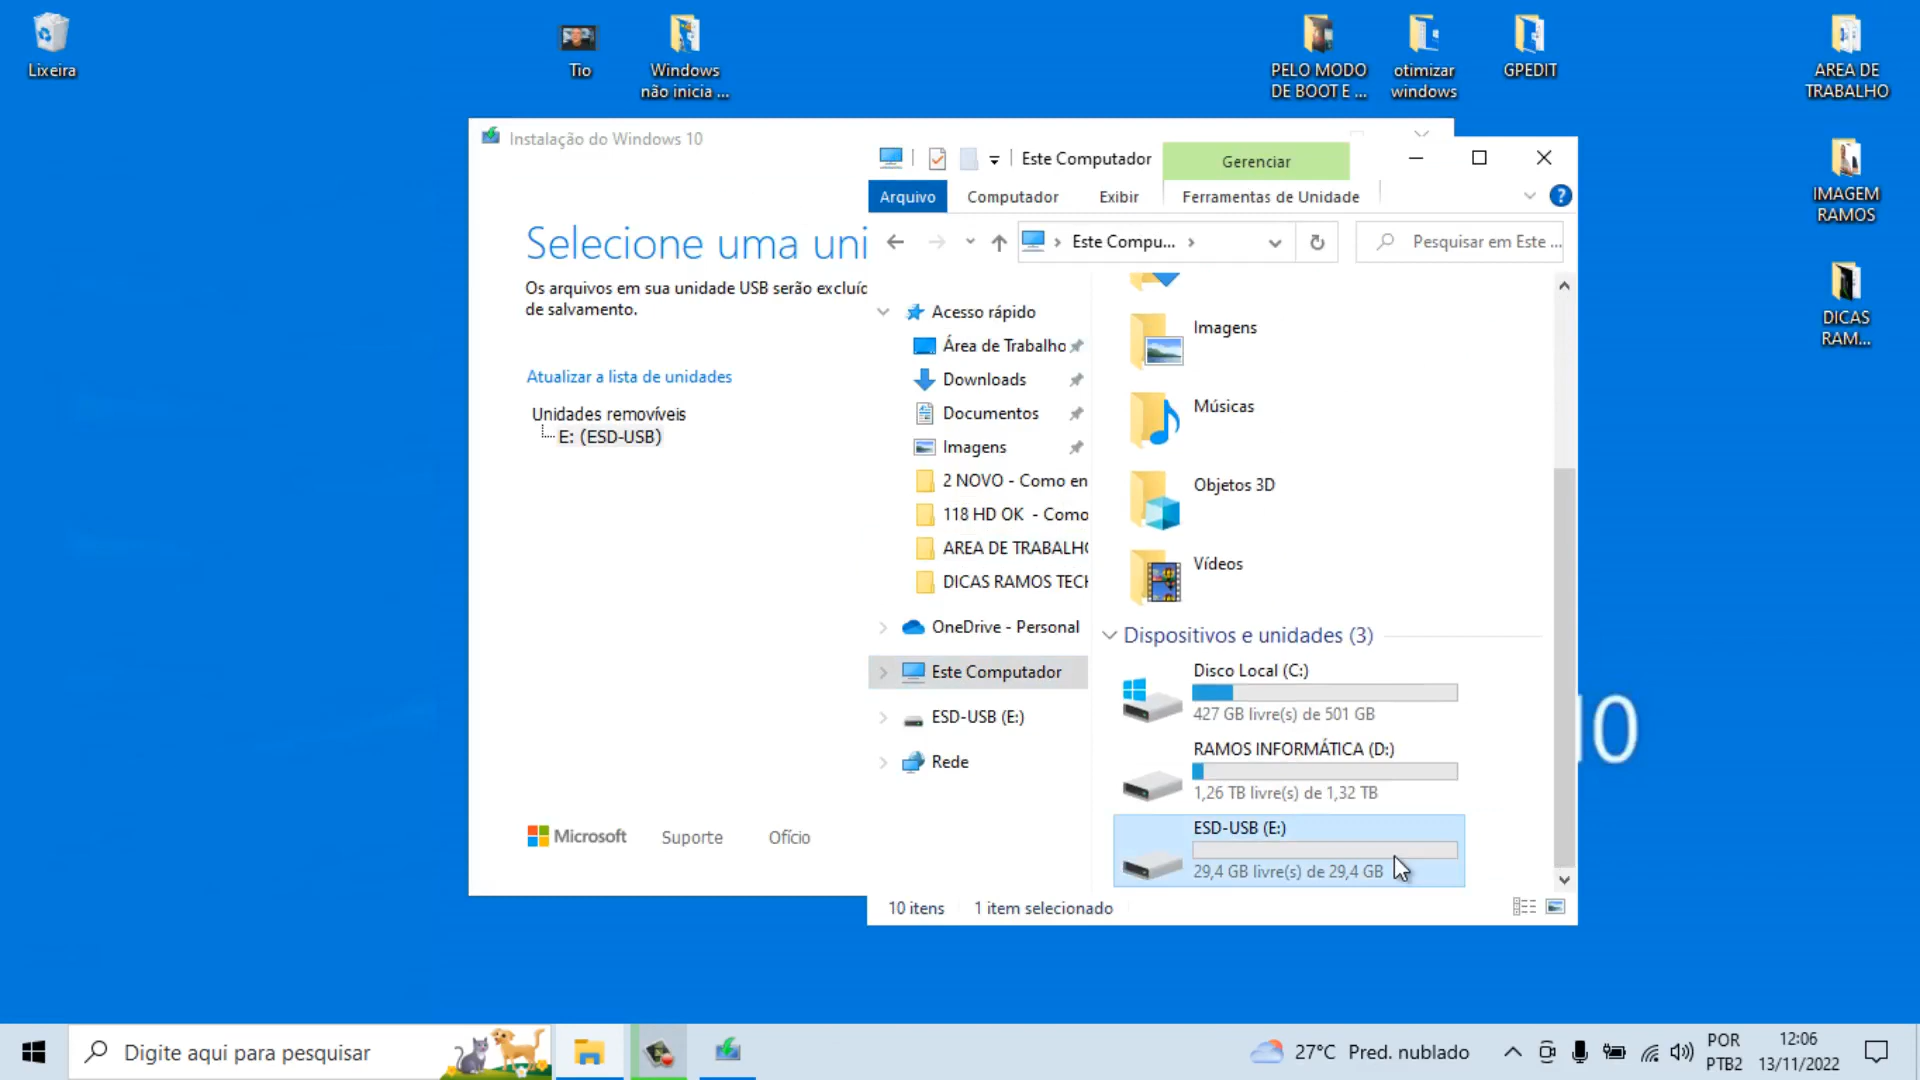 Lixeira
Tio
Windows
não inicia ...
PELO MODO
DE BOOT E ...
otimizar
windows
GPEDIT
AREA DE
TRABALHO
IMAGEM
RAMOS
DICAS
RAM...
Instalação do Windows 10
Selecione uma uni
Os arquivos em sua unidade USB serão excluíd
de salvamento.
Atualizar a lista de unidades
Unidades removíveis
E: (ESD-USB)
Microsoft
Suporte
Ofício
Este Computador
Gerenciar
Arquivo
Computador
Exibir
Ferramentas de Unidade
?
Este Compu...
Pesquisar em Este ...
Acesso rápido
Área de Trabalho
Downloads
Documentos
Imagens
2 NOVO - Como en
118 HD OK - Como
AREA DE TRABALHO
DICAS RAMOS TECH
OneDrive - Personal
Este Computador
ESD-USB (E:)
Rede
Imagens
Músicas
Objetos 3D
Vídeos
Dispositivos e unidades (3)
Disco Local (C:)
427 GB livre(s) de 501 GB
RAMOS INFORMÁTICA (D:)
1,26 TB livre(s) de 1,32 TB
ESD-USB (E:)
29,4 GB livre(s) de 29,4 GB
10 itens
1 item selecionado
10
Digite aqui para pesquisar
27°C Pred. nublado
POR
PTB2
12:06
13/11/2022